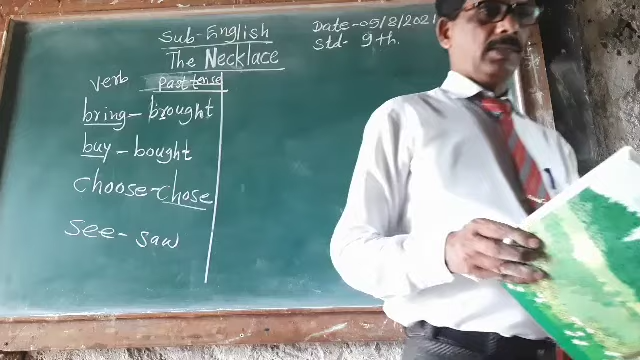 Sub-English
The Necklace
Date-05/8/2021
Std- 9th.
verb Past tense
bring- brought
buy - bought
choose-chose
see- saw